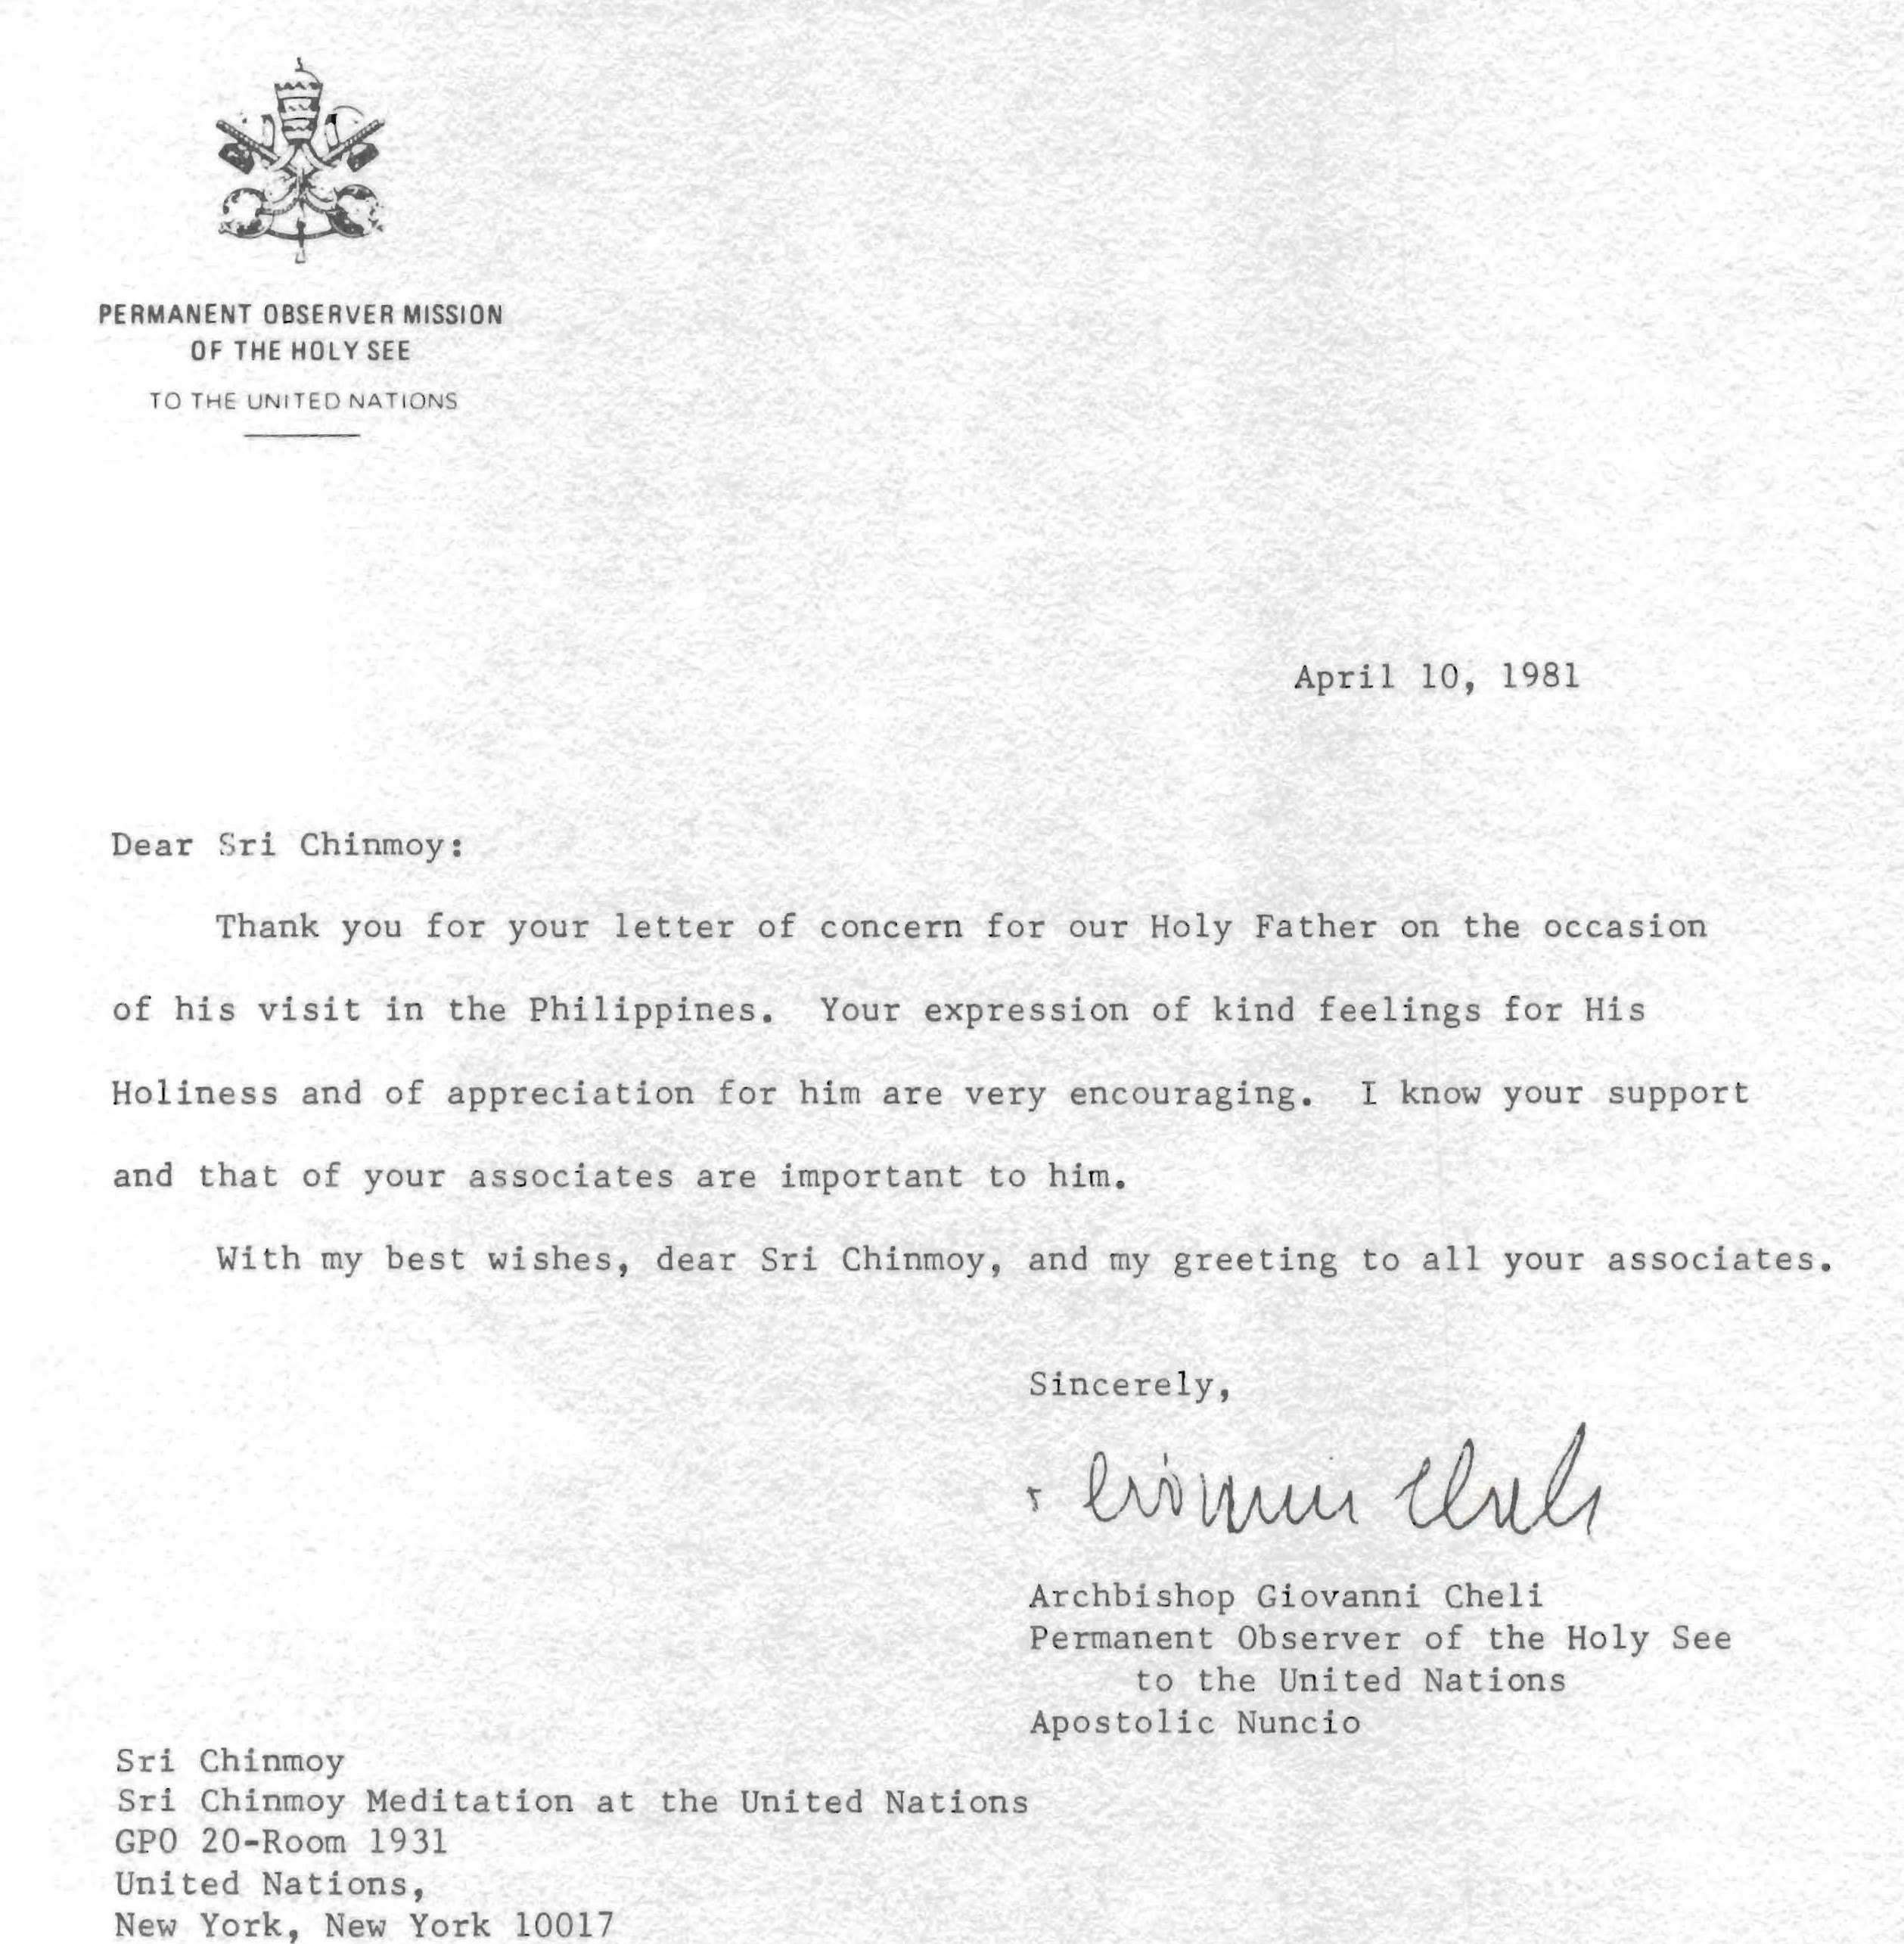 PERMANENT OBSERVER MISSION
OF THE HOLY SEE
TO THE UNITED NATIONS
April 10, 1981
Dear Sri Chinmoy:
Thank you for your letter of concern for our Holy Father on the occasion
of his visit in the Philippines. Your expression of kind feelings for His
Holiness and of appreciation for him are very encouraging. I know your support
and that of your associates are important to him.
With my best wishes, dear Sri Chinmoy, and my greeting to all your associates.
Sincerely,
+ Giovanni Cheli
Archbishop Giovanni Cheli
Permanent Observer of the Holy See
to the United Nations
Apostolic Nuncio
Sri Chinmoy
Sri Chinmoy Meditation at the United Nations
GPO 20-Room 1931
United Nations,
New York, New York 10017